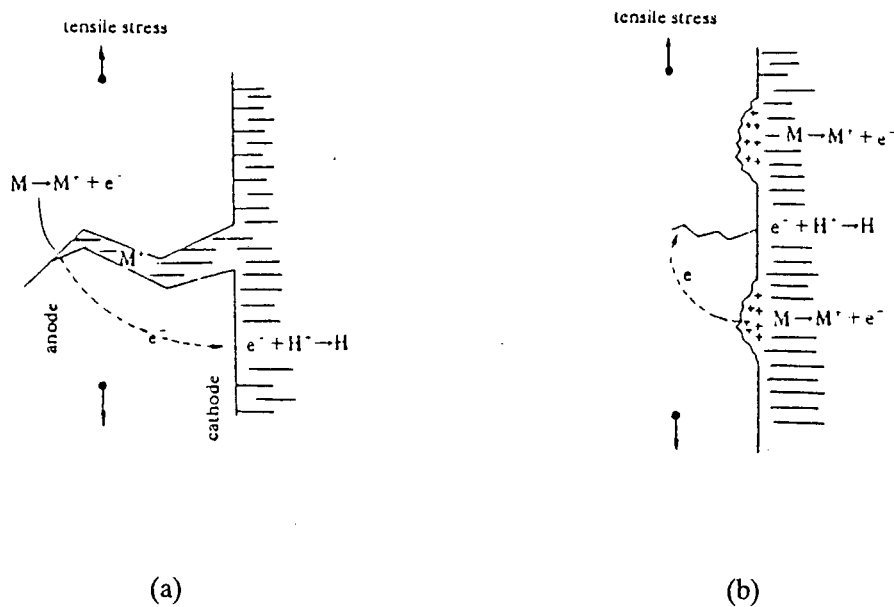 tensile stress
M→M⁺ + e⁻
M⁺
anode
e⁻
e⁻ + H⁺→H
cathode
(a)
tensile stress
M→M⁺ + e⁻
e⁻ + H⁺→H
e
M→M⁺ + e⁻
(b)